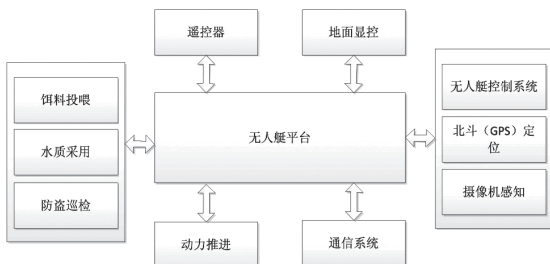 遥控器
地面显控
饵料投喂
水质采用
防盗巡检
无人艇平台
无人艇控制系统
北斗（GPS）定
位
摄像机感知
动力推进
通信系统